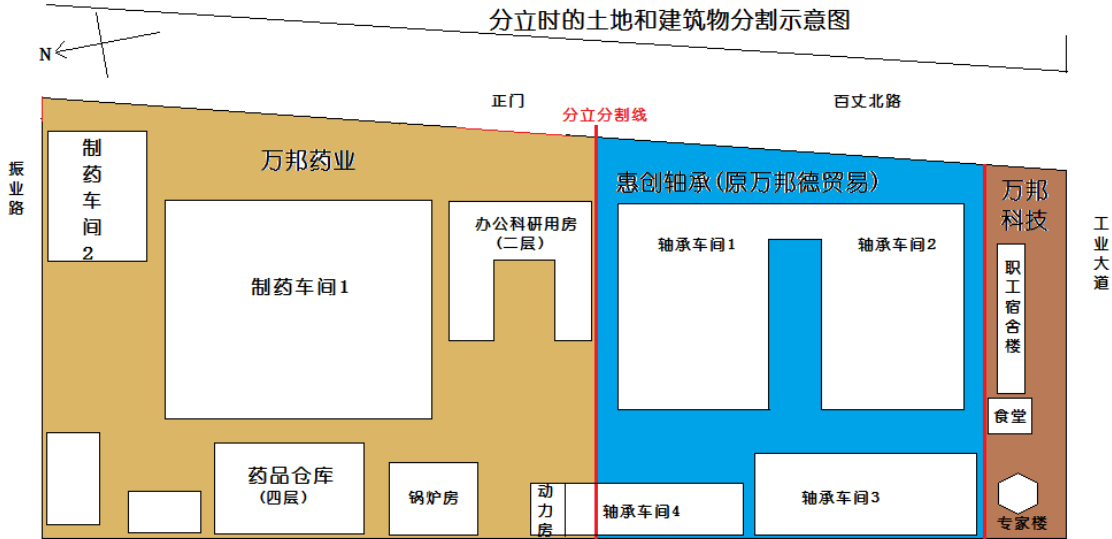 分立时的土地和建筑物分割示意图
N
正门
百丈北路
分立分割线
振业路
制药车间2
万邦药业
惠创轴承(原万邦德贸易)
万邦
科技
工业大道
办公科研用房
(二层)
轴承车间1
轴承车间2
制药车间1
职工宿舍楼
食堂
药品仓库
(四层)
锅炉房
动力房
轴承车间4
轴承车间3
专家楼